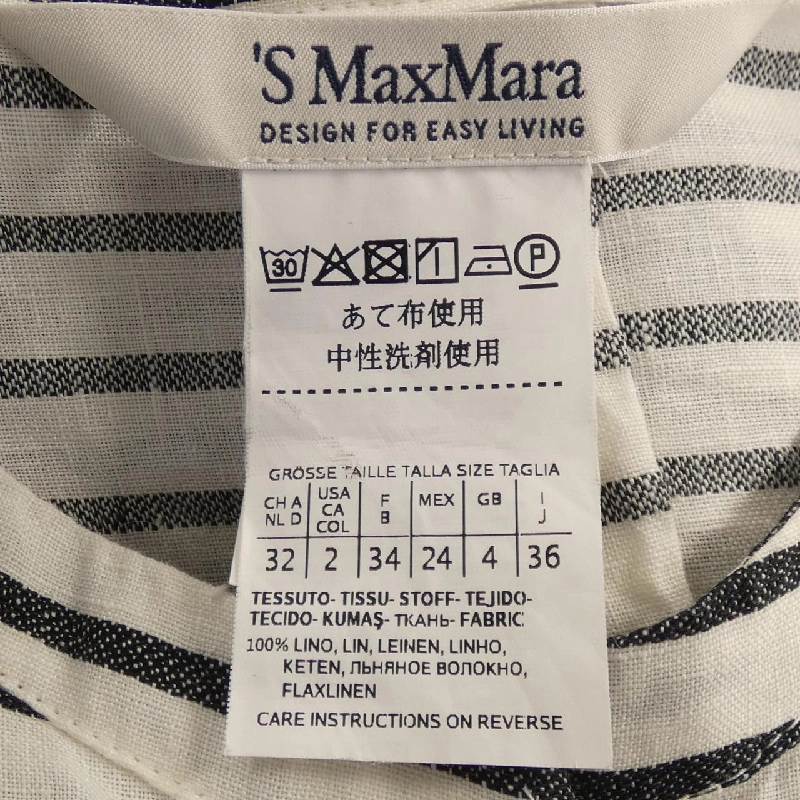 'S MaxMara
DESIGN FOR EASY LIVING
30 P
あて布使用
中性洗剤使用
GRÖSSE TAILLE TALLA SIZE TAGLIA
CH A USA F MEX GB I
NL D CA B J
COL
32 2 34 24 4 36
TESSUTO- TISSU- STOFF- TEJIDO-
TECIDO- KUMAŞ- ТКАНЬ- FABRIC:
100% LINO, LIN, LEINEN, LINHO,
KETEN, ЛЬНЯНОЕ ВОЛОКНО,
FLAXLINEN
CARE INSTRUCTIONS ON REVERSE